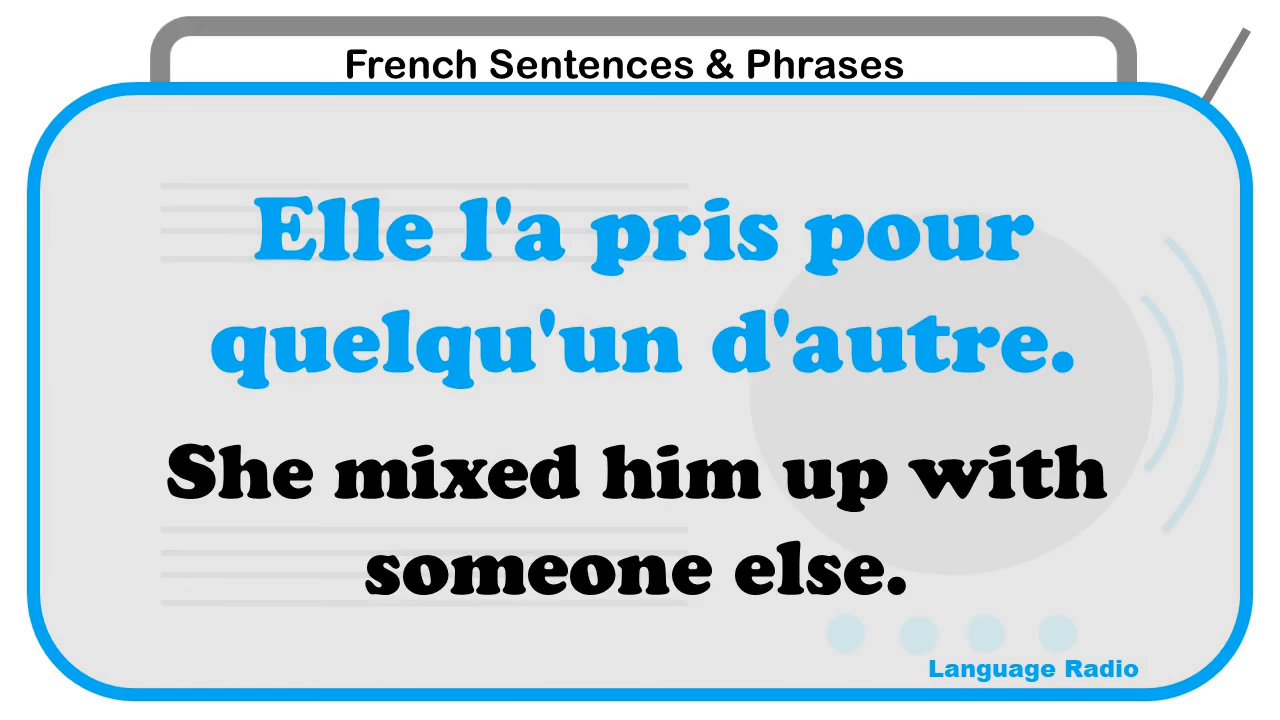 French Sentences & Phrases
Elle l'a pris pour
quelqu'un d'autre.
She mixed him up with
someone else.
Language Radio